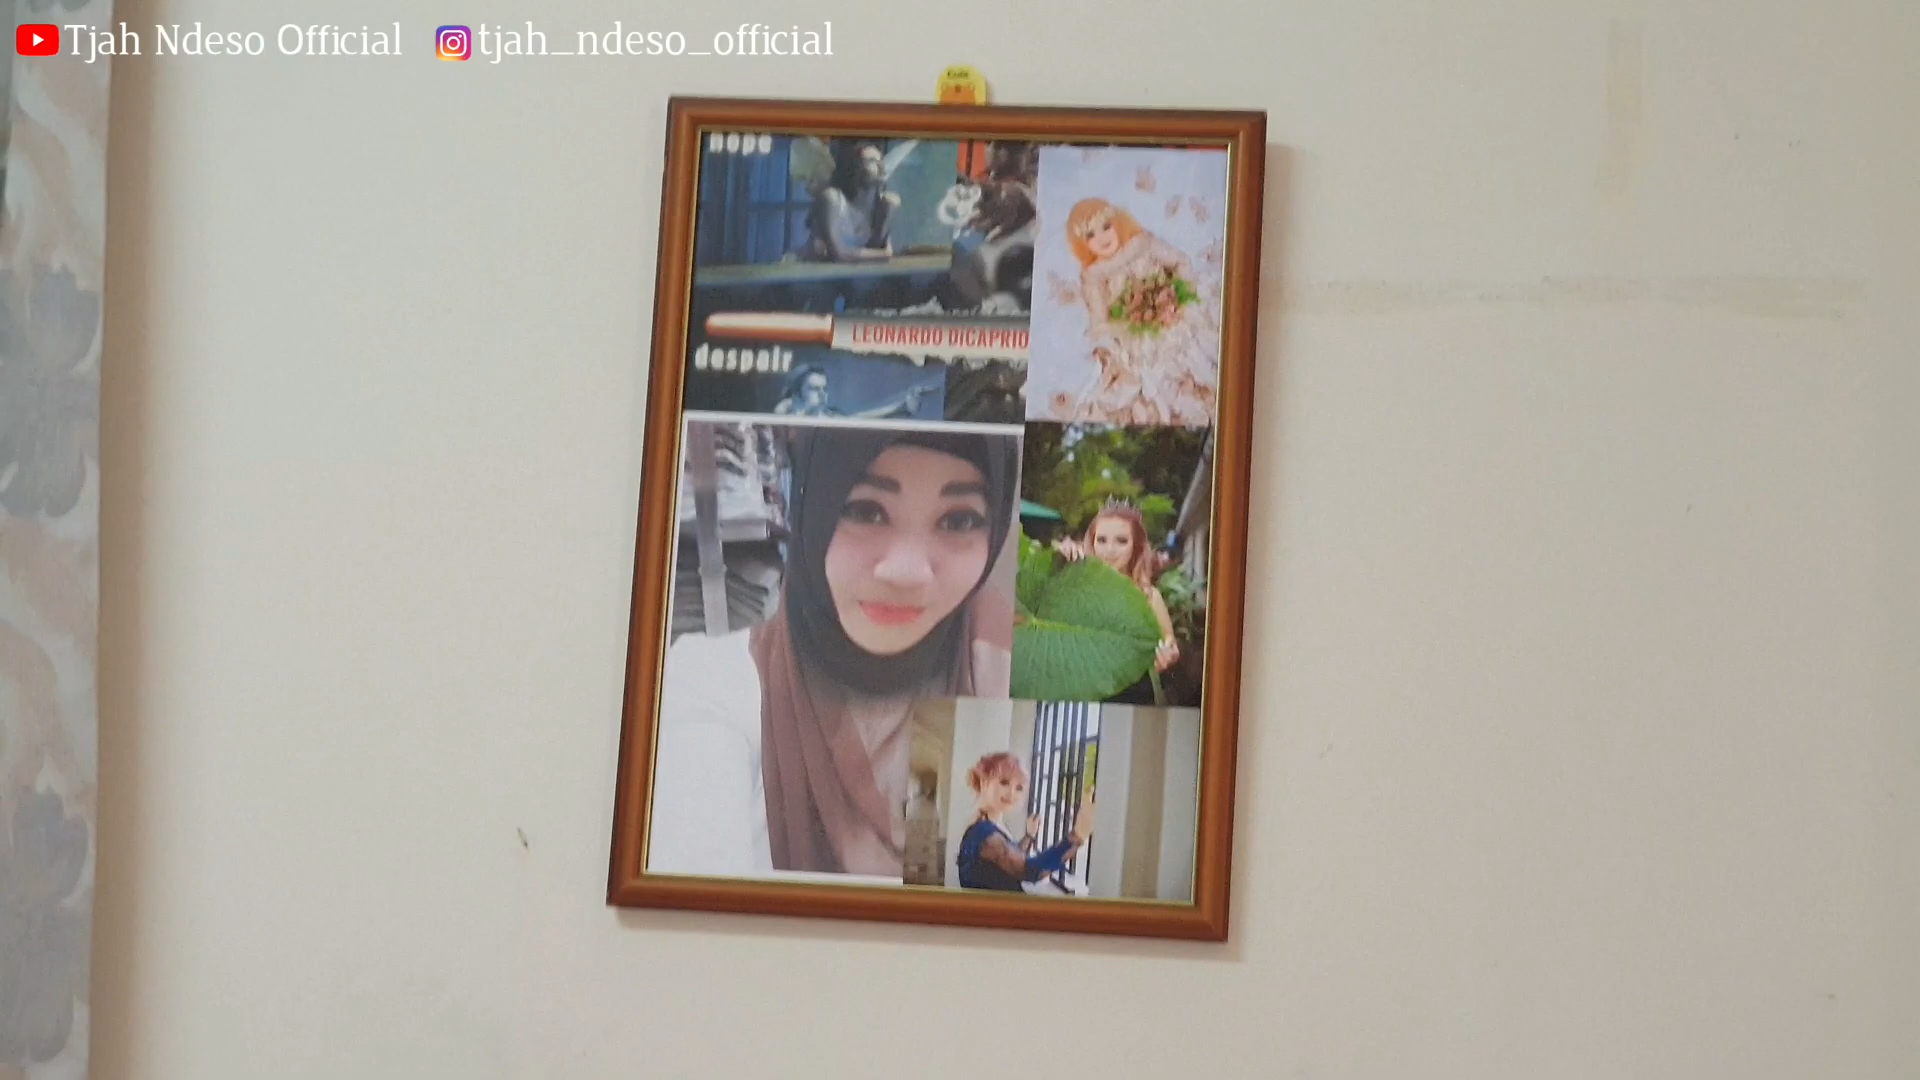 Tjah Ndeso Official tjah_ndeso_official
hope
LEONARDO DiCAPRIO
despair